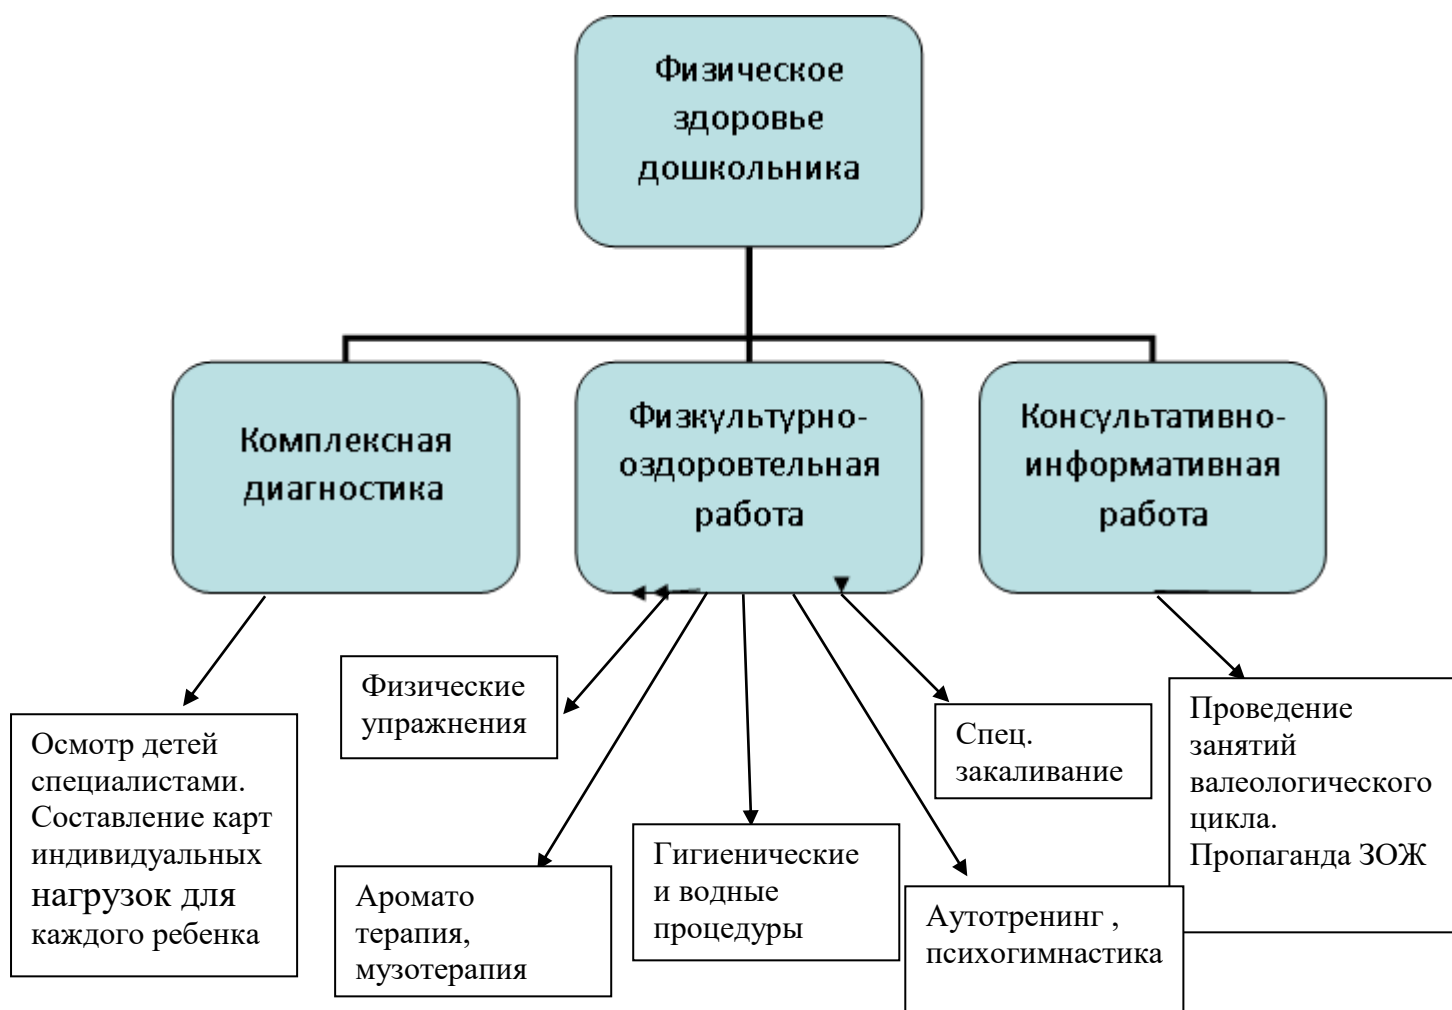 Физическое
здоровье
дошкольника
Комплексная
диагностика
Физкультурно-
оздоровтельная
работа
Консультативно-
информативная
работа
Осмотр детей
специалистами.
Составление карт
индивидуальных
нагрузок для
каждого ребенка
Физические
упражнения
Аромато
терапия,
музотерапия
Гигиенические
и водные
процедуры
Аутотренинг ,
психогимнастика
Спец.
закаливание
Проведение
занятий
валеологического
цикла.
Пропаганда ЗОЖ